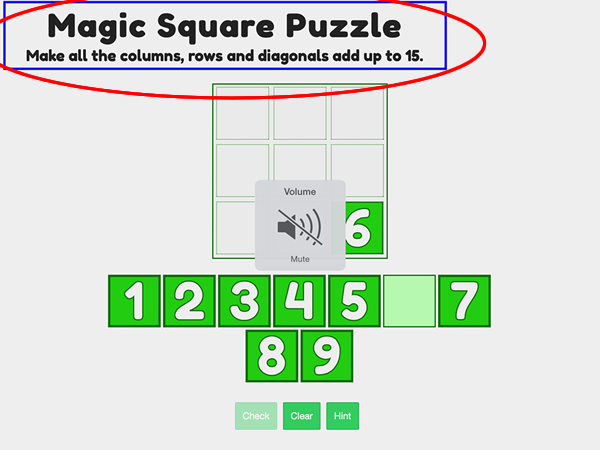 Magic Square Puzzle
Make all the columns, rows and diagonals add up to 15.
Volume
6
Mute
1 2 3 4 5 7
8 9
Check Clear Hint